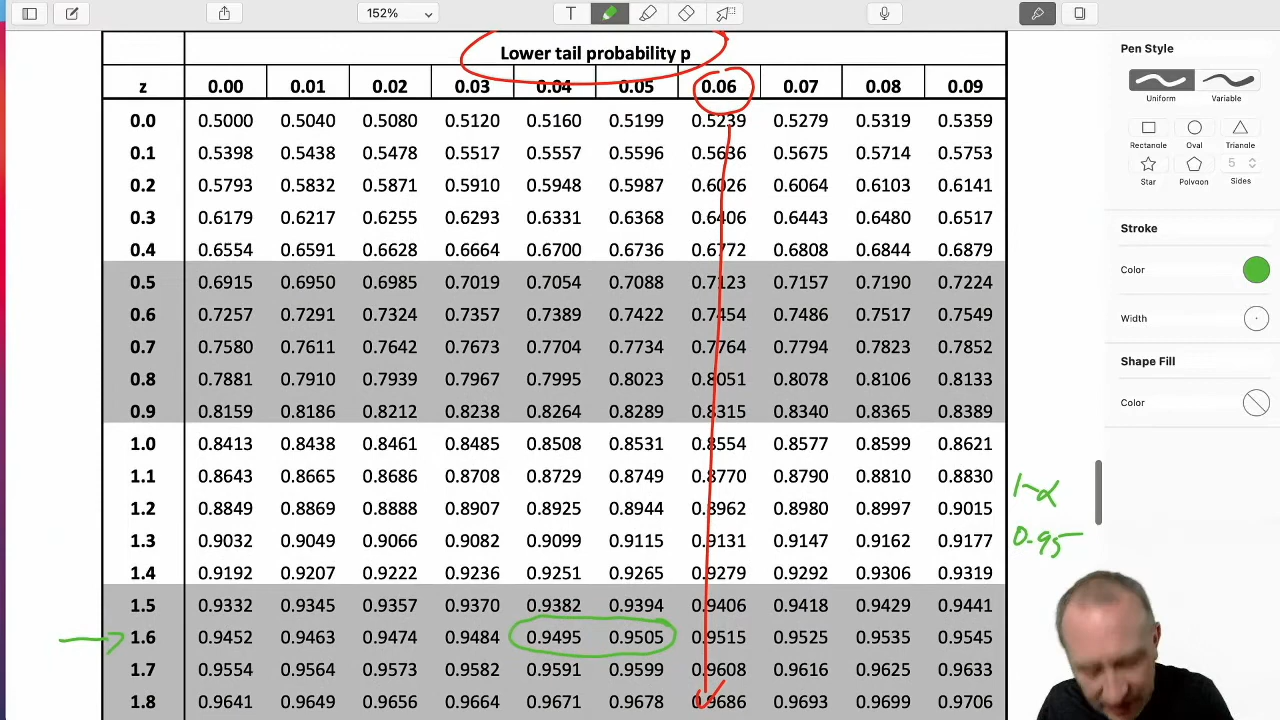 152% T Pen Style
Uniform Variable
Rectangle Oval Triangle
Star Polygon 5 Sides
Stroke
Color
Width
Shape Fill
Color
Lower tail probability p
z 0.00 0.01 0.02 0.03 0.04 0.05 0.06 0.07 0.08 0.09
0.0 0.5000 0.5040 0.5080 0.5120 0.5160 0.5199 0.5239 0.5279 0.5319 0.5359
0.1 0.5398 0.5438 0.5478 0.5517 0.5557 0.5596 0.5636 0.5675 0.5714 0.5753
0.2 0.5793 0.5832 0.5871 0.5910 0.5948 0.5987 0.6026 0.6064 0.6103 0.6141
0.3 0.6179 0.6217 0.6255 0.6293 0.6331 0.6368 0.6406 0.6443 0.6480 0.6517
0.4 0.6554 0.6591 0.6628 0.6664 0.6700 0.6736 0.6772 0.6808 0.6844 0.6879
0.5 0.6915 0.6950 0.6985 0.7019 0.7054 0.7088 0.7123 0.7157 0.7190 0.7224
0.6 0.7257 0.7291 0.7324 0.7357 0.7389 0.7422 0.7454 0.7486 0.7517 0.7549
0.7 0.7580 0.7611 0.7642 0.7673 0.7704 0.7734 0.7764 0.7794 0.7823 0.7852
0.8 0.7881 0.7910 0.7939 0.7967 0.7995 0.8023 0.8051 0.8078 0.8106 0.8133
0.9 0.8159 0.8186 0.8212 0.8238 0.8264 0.8289 0.8315 0.8340 0.8365 0.8389
1.0 0.8413 0.8438 0.8461 0.8485 0.8508 0.8531 0.8554 0.8577 0.8599 0.8621
1.1 0.8643 0.8665 0.8686 0.8708 0.8729 0.8749 0.8770 0.8790 0.8810 0.8830
1.2 0.8849 0.8869 0.8888 0.8907 0.8925 0.8944 0.8962 0.8980 0.8997 0.9015
1.3 0.9032 0.9049 0.9066 0.9082 0.9099 0.9115 0.9131 0.9147 0.9162 0.9177
1.4 0.9192 0.9207 0.9222 0.9236 0.9251 0.9265 0.9279 0.9292 0.9306 0.9319
1.5 0.9332 0.9345 0.9357 0.9370 0.9382 0.9394 0.9406 0.9418 0.9429 0.9441
1.6 0.9452 0.9463 0.9474 0.9484 0.9495 0.9505 0.9515 0.9525 0.9535 0.9545
1.7 0.9554 0.9564 0.9573 0.9582 0.9591 0.9599 0.9608 0.9616 0.9625 0.9633
1.8 0.9641 0.9649 0.9656 0.9664 0.9671 0.9678 0.9686 0.9693 0.9699 0.9706
1-α
0.95